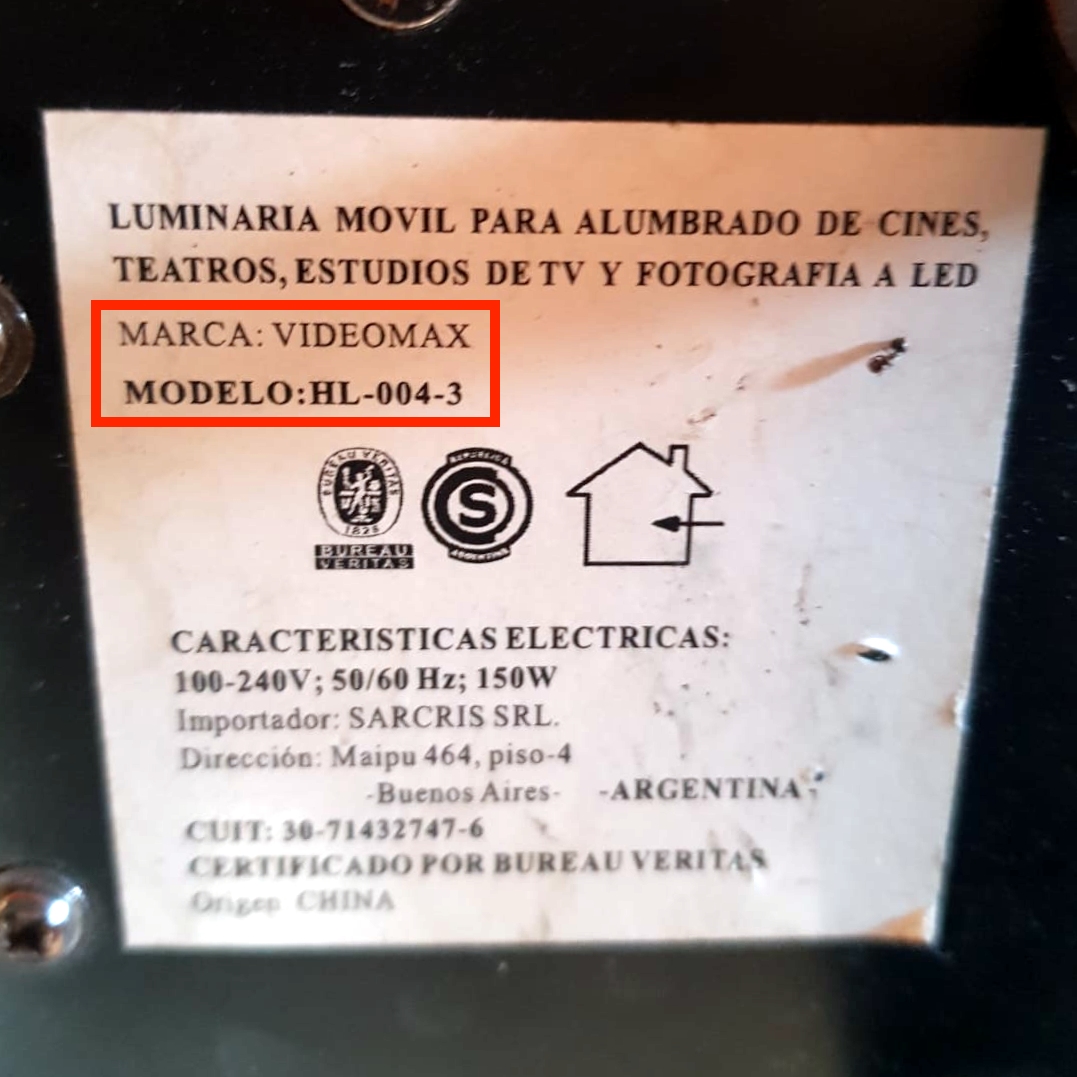 LUMINARIA MOVIL PARA ALUMBRADO DE CINES,
TEATROS, ESTUDIOS DE TV Y FOTOGRAFIA A LED
MARCA: VIDEOMAX
MODELO:HL-004-3
BUREAU VERITAS
1828
BUREAU
VERITAS
REPUBLICA
S
ARGENTINA
CARACTERISTICAS ELECTRICAS:
100-240V; 50/60 Hz; 150W
Importador: SARCRIS SRL.
Dirección: Maipu 464, piso-4
-Buenos Aires- -ARGENTINA-
CUIT: 30-71432747-6
CERTIFICADO POR BUREAU VERITAS
Origen CHINA